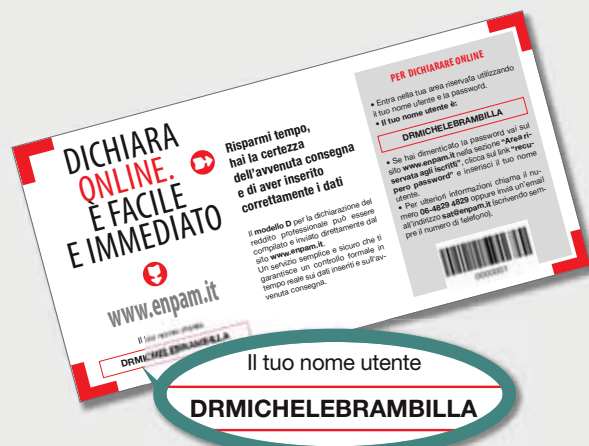 DICHIARA
ONLINE.
È FACILE
E IMMEDIATO
www.enpam.it
Il tuo nome utente
DRMICHELEBRAMBILLA
Risparmi tempo,
hai la certezza
dell'avvenuta consegna
e di aver inserito
correttamente i dati
Il modello D per la dichiarazione del
reddito professionale può essere
compilato e inviato direttamente dal
sito www.enpam.it.
Un servizio semplice e sicuro che ti
garantisce un controllo formale in
tempo reale sui dati inseriti e sull'av-
venuta consegna.
PER DICHIARARE ONLINE
• Entra nella tua area riservata utilizzando
il tuo nome utente e la password.
• Il tuo nome utente è:
DRMICHELEBRAMBILLA
• Se hai dimenticato la password vai sul
sito www.enpam.it nella sezione "Area ri-
servata agli iscritti", clicca sul link "recu-
pero password" e inserisci il tuo nome
utente.
• Per ulteriori informazioni chiama il nu-
mero 06-4829 4829 oppure invia un'email
all'indirizzo sat@enpam.it (scrivendo sem-
pre il numero di telefono).
0000001
Il tuo nome utente
DRMICHELEBRAMBILLA